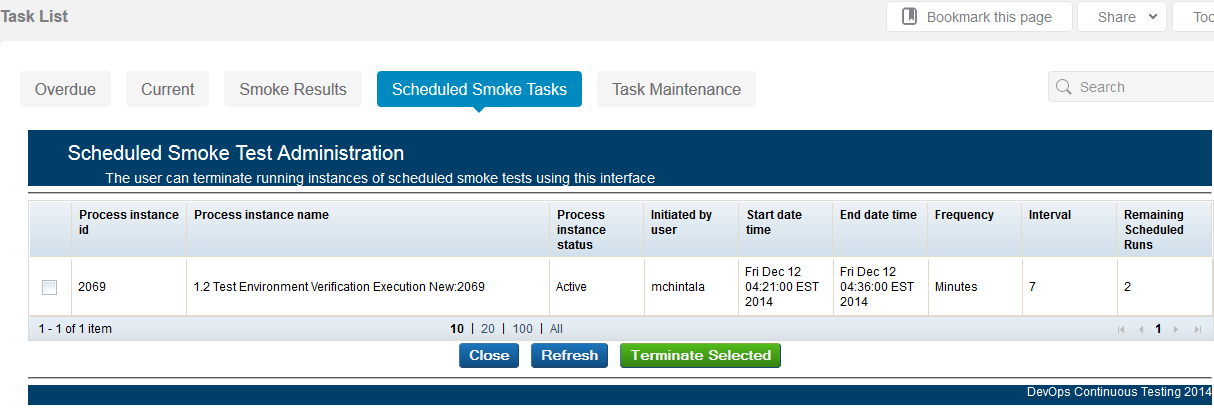 Task List
Bookmark this page
Share
Overdue
Current
Smoke Results
Scheduled Smoke Tasks
Task Maintenance
Search
Scheduled Smoke Test Administration
The user can terminate running instances of scheduled smoke tests using this interface
Process instance id
Process instance name
Process instance status
Initiated by user
Start date time
End date time
Frequency
Interval
Remaining Scheduled Runs
2069
1.2 Test Environment Verification Execution New:2069
Active
mchintala
Fri Dec 12 04:21:00 EST 2014
Fri Dec 12 04:36:00 EST 2014
Minutes
7
2
1 - 1 of 1 item
10 | 20 | 100 | All
1
Close
Refresh
Terminate Selected
DevOps Continuous Testing 2014